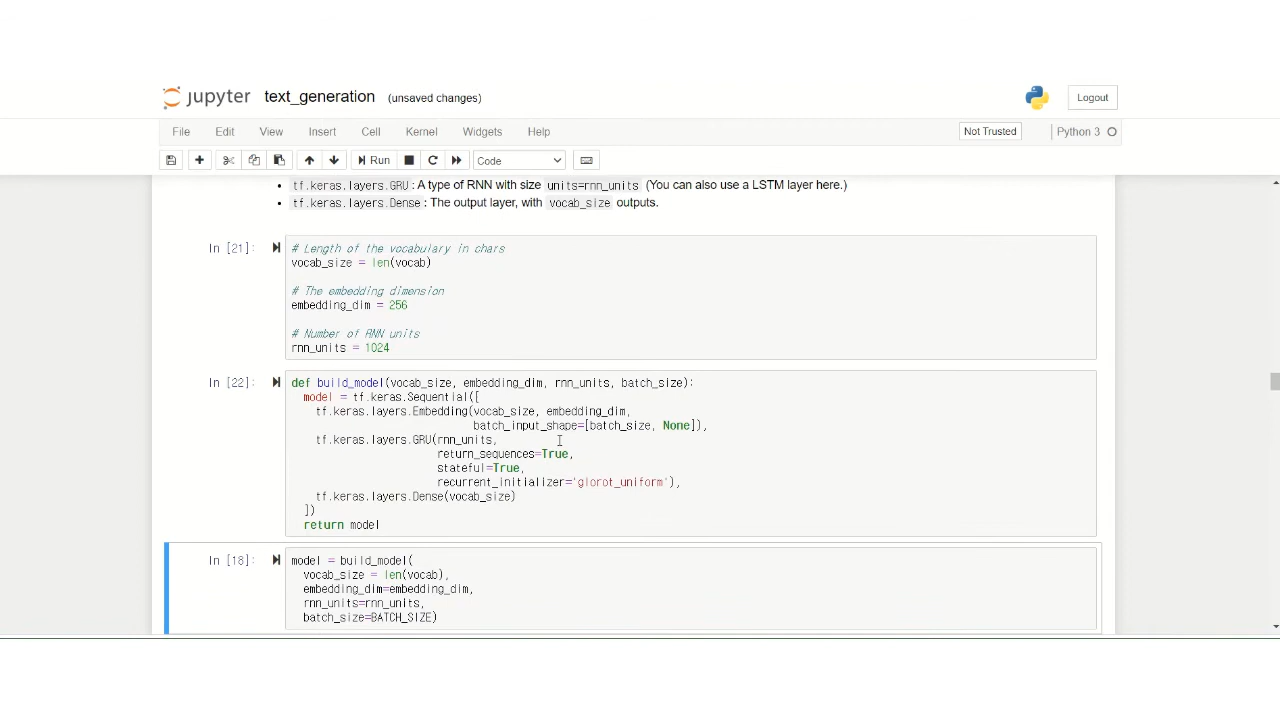 jupyter text_generation (unsaved changes) Logout
File Edit View Insert Cell Kernel Widgets Help Not Trusted Python 3
Run Code
tf.keras.layers.GRU : A type of RNN with size units=rnn_units (You can also use a LSTM layer here.)
tf.keras.layers.Dense : The output layer, with vocab_size outputs.
In [21]:
# Length of the vocabulary in chars
vocab_size = len(vocab)
# The embedding dimension
embedding_dim = 256
# Number of RNN units
rnn_units = 1024
In [22]:
def build_model(vocab_size, embedding_dim, rnn_units, batch_size):
model = tf.keras.Sequential([
tf.keras.layers.Embedding(vocab_size, embedding_dim,
batch_input_shape=[batch_size, None]),
tf.keras.layers.GRU(rnn_units,
return_sequences=True,
stateful=True,
recurrent_initializer='glorot_uniform'),
tf.keras.layers.Dense(vocab_size)
])
return model
In [18]:
model = build_model(
vocab_size = len(vocab),
embedding_dim=embedding_dim,
rnn_units=rnn_units,
batch_size=BATCH_SIZE)